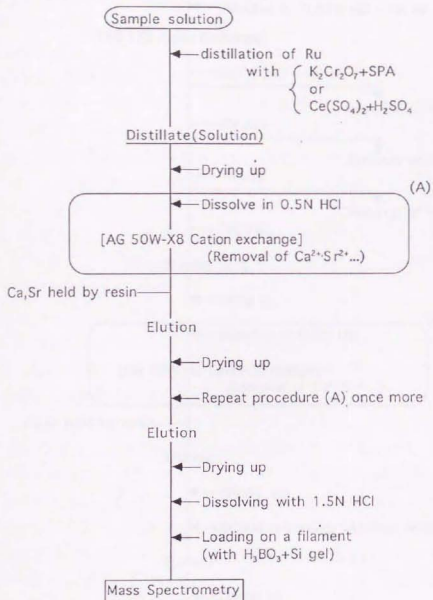 Sample solution
distillation of Ru
with { K₂Cr₂O₇+SPA
or
Ce(SO₄)₂+H₂SO₄
Distillate(Solution)
Drying up
(A)
Dissolve in 0.5N HCl
[AG 50W-X8 Cation exchange]
(Removal of Ca²⁺·Sr²⁺...)
Ca,Sr held by resin
Elution
Drying up
Repeat procedure (A) once more
Elution
Drying up
Dissolving with 1.5N HCl
Loading on a filament
(with H₃BO₃+Si gel)
Mass Spectrometry